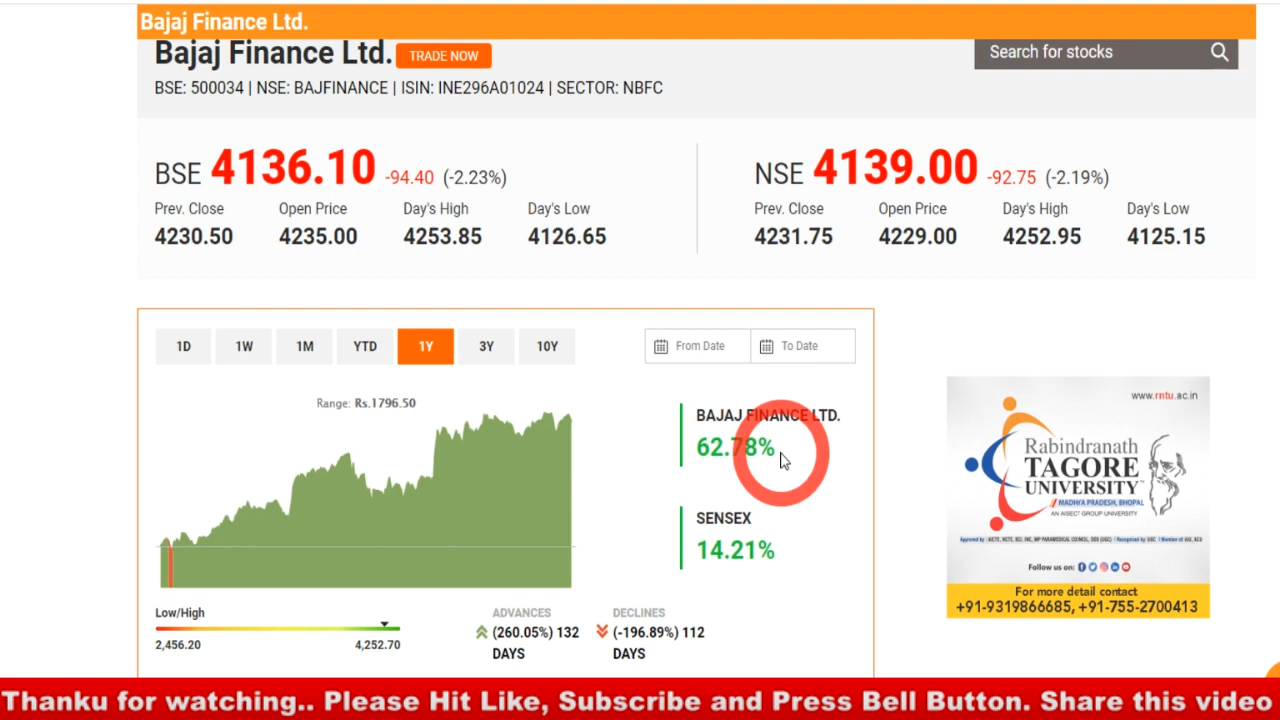 Bajaj Finance Ltd.
Bajaj Finance Ltd. TRADE NOW
Search for stocks
BSE: 500034 | NSE: BAJFINANCE | ISIN: INE296A01024 | SECTOR: NBFC
BSE 4136.10 -94.40 (-2.23%)
Prev. Close Open Price Day's High Day's Low
4230.50 4235.00 4253.85 4126.65
NSE 4139.00 -92.75 (-2.19%)
Prev. Close Open Price Day's High Day's Low
4231.75 4229.00 4252.95 4125.15
1D 1W 1M YTD 1Y 3Y 10Y
From Date To Date
Range: Rs.1796.50
BAJAJ FINANCE LTD.
62.78%
SENSEX
14.21%
Low/High
2,456.20 4,252.70
ADVANCES
(260.05%) 132
DAYS
DECLINES
(-196.89%) 112
DAYS
www.rntu.ac.in
Rabindranath
TAGORE
UNIVERSITY
MADHYA PRADESH, BHOPAL
AN AISECT GROUP UNIVERSITY
Follow us on:
For more detail contact
+91-9319866685, +91-755-2700413
Thanku for watching.. Please Hit Like, Subscribe and Press Bell Button. Share this video